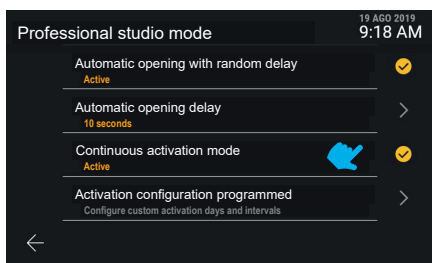 19 AGO 2019
Professional studio mode 9:18 AM
Automatic opening with random delay
Active
Automatic opening delay
10 seconds
Continuous activation mode
Active
Activation configuration programmed
Configure custom activation days and intervals